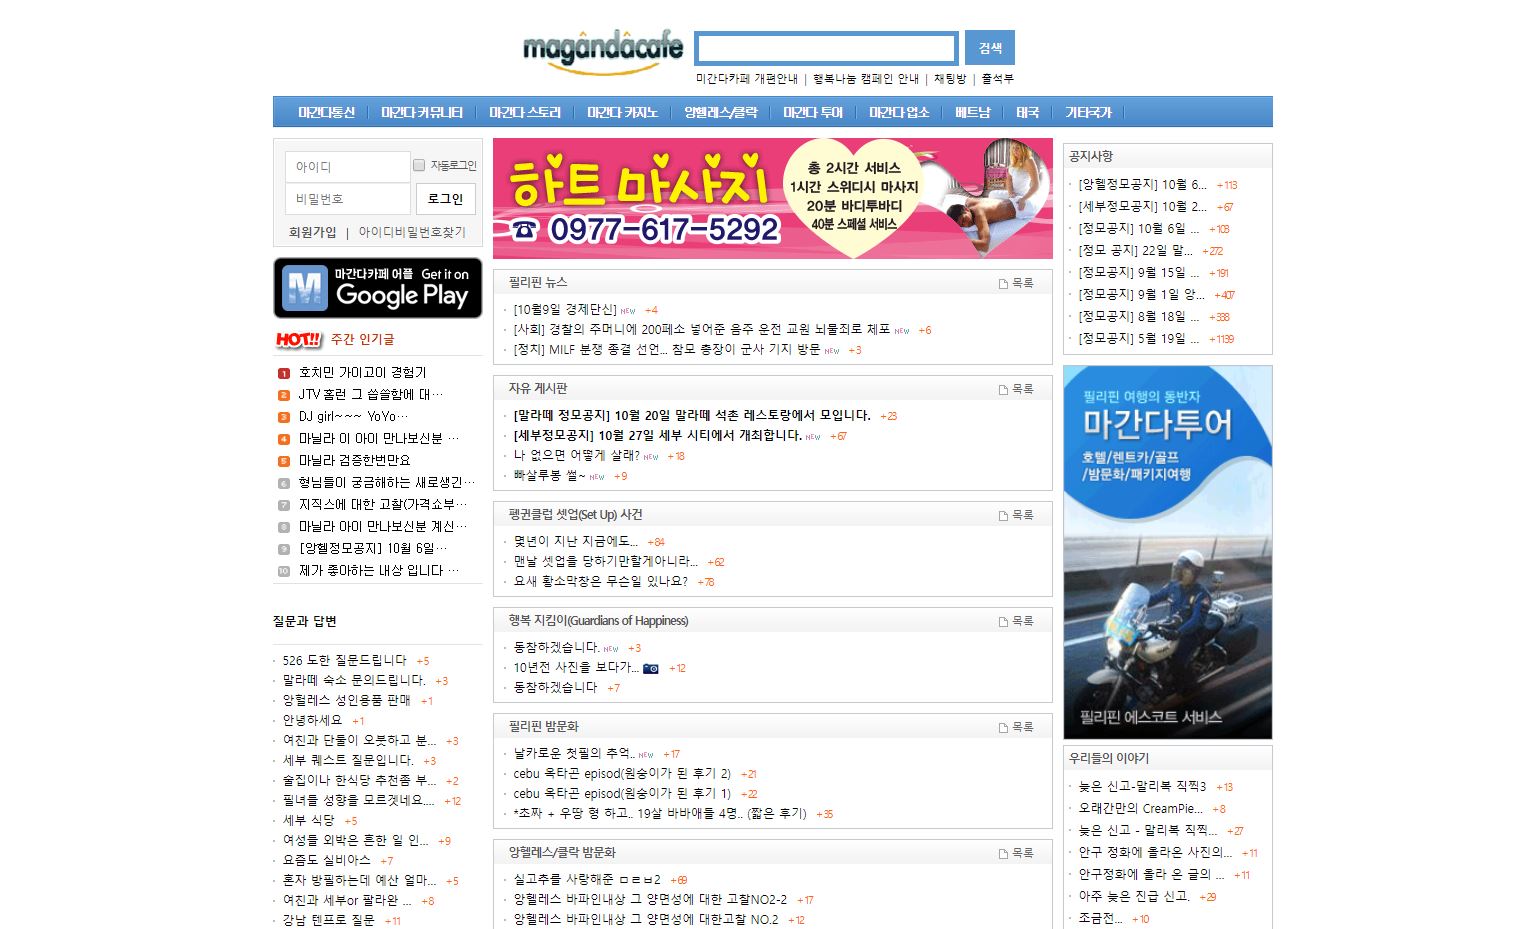 magandacafe
검색
미간다카페 개편안내 | 행복나눔 캠페인 안내 | 채팅방 | 출석부
마간다통신
마간다 커뮤니티
마간다 스토리
마간다 카지노
앙헬레스/클락
마간다 투어
마간다 업소
베트남
태국
기타국가
아이디
자동로그인
비밀번호
로그인
회원가입 | 아이디비밀번호찾기
마간다카페 어플 Get it on
M Google Play
HOT!! 주간 인기글
1 호치민 가이고이 경험기
2 JTV 홈런 그 씁쓸함에 대…
3 DJ girl~~~ YoYo…
4 마닐라 이 아이 만나보신분 …
5 마닐라 검증한번만요
6 형님들이 궁금해하는 새로생긴…
7 지직스에 대한 고찰(가격쇼부…
8 마닐라 아이 만나보신분 계신…
9 [앙헬정모공지] 10월 6일…
10 제가 좋아하는 내상 입니다 …
질문과 답변
526 도한 질문드립니다 +5
말라떼 숙소 문의드립니다. +3
앙헐레스 성인용품 판매 +1
안녕하세요 +1
여친과 단둘이 오붓하고 분... +3
세부 퀘스트 질문입니다. +3
술집이나 한식당 추천좀 부... +2
필녀들 성향을 모르겟네요.... +12
세부 식당 +5
여성들 외박은 흔한 일 인... +9
요즘도 실비아스 +7
혼자 방필하는데 예산 얼마... +5
여친과 세부or 팔라완 ... +8
강남 텐프로 질문 +11
하트 마사지
☎ 0977-617-5292
총 2시간 서비스
1시간 스위디시 마사지
20분 바디투바디
40분 스페셜 서비스
필리핀 뉴스 목록
[10월9일 경제단신] NEW +4
[사회] 경찰의 주머니에 200페소 넣어준 음주 운전 교원 뇌물죄로 체포 NEW +6
[정치] MILF 분쟁 종결 선언... 참모 총장이 군사 기지 방문 NEW +3
자유 게시판 목록
[말라떼 정모공지] 10월 20일 말라떼 석촌 레스토랑에서 모입니다. +23
[세부정모공지] 10월 27일 세부 시티에서 개최합니다. NEW +67
나 없으면 어떻게 살래? NEW +18
빠살루봉 썰~ NEW +9
펭귄클럽 셋업(Set Up) 사건 목록
몇년이 지난 지금에도... +84
맨날 셋업을 당하기만할게아니라... +62
요새 황소막창은 무슨일 있나요? +78
행복 지킴이(Guardians of Happiness) 목록
동참하겠습니다. NEW +3
10년전 사진을 보다가... +12
동참하겠습니다 +7
필리핀 밤문화 목록
날카로운 첫필의 추억.. NEW +17
cebu 옥타곤 episod(원숭이가 된 후기 2) +21
cebu 옥타곤 episod(원숭이가 된 후기 1) +22
*초짜 + 우땅 형 하고.. 19살 바바애들 4명.. (짧은 후기) +35
앙헬레스/클락 밤문화 목록
실고추를 사랑해준 ㅁㄹㅂ2 +69
앙헬레스 바파인내상 그 양면성에 대한 고찰NO2-2 +17
앙헬레스 바파인내상 그 양면성에 대한고찰 NO.2 +12
공지사항
[앙헬정모공지] 10월 6... +113
[세부정모공지] 10월 2... +67
[정모공지] 10월 6일 ... +103
[정모 공지] 22일 말... +272
[정모공지] 9월 15일 ... +191
[정모공지] 9월 1일 앙... +407
[정모공지] 8월 18일 ... +338
[정모공지] 5월 19일 ... +1139
필리핀 여행의 동반자
마간다투어
호텔/렌트카/골프
/밤문화/패키지여행
필리핀 에스코트 서비스
우리들의 이야기
늦은 신고-말리복 직찍3 +13
오래간만의 CreamPie... +8
늦은 신고 - 말리복 직찍... +27
안구 정화에 올라온 사진의... +11
안구정화에 올라 온 글의 ... +11
아주 늦은 진급 신고. +29
조금전... +10